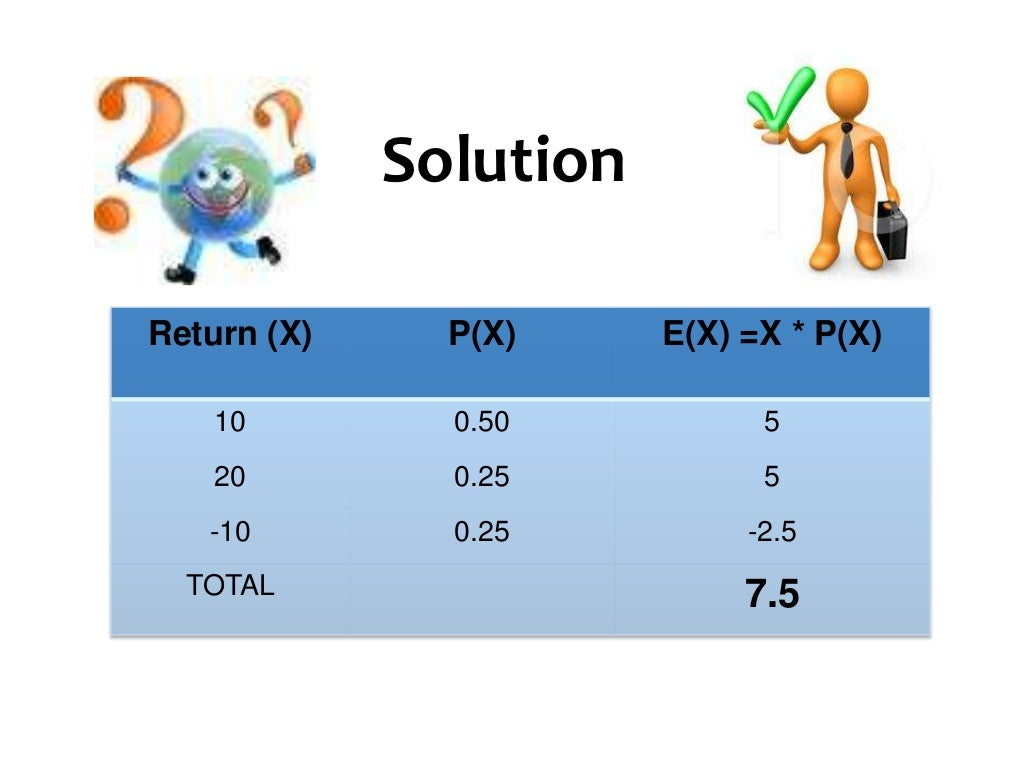 Solution
Return (X) P(X) E(X) =X * P(X)
10 0.50 5
20 0.25 5
-10 0.25 -2.5
TOTAL 7.5